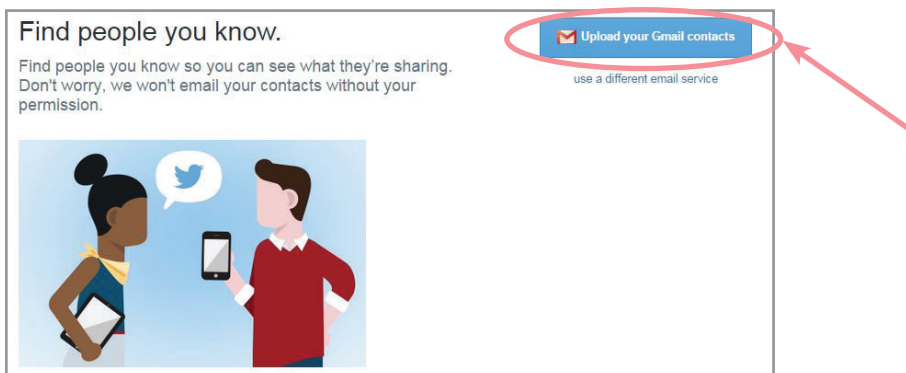 Find people you know.
Upload your Gmail contacts
Find people you know so you can see what they're sharing.
Don't worry, we won't email your contacts without your
permission.
use a different email service